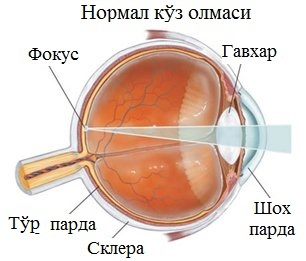 Нормал кўз олмаси
Фокус
Гавхар
Тўр парда
Склера
Шох
парда